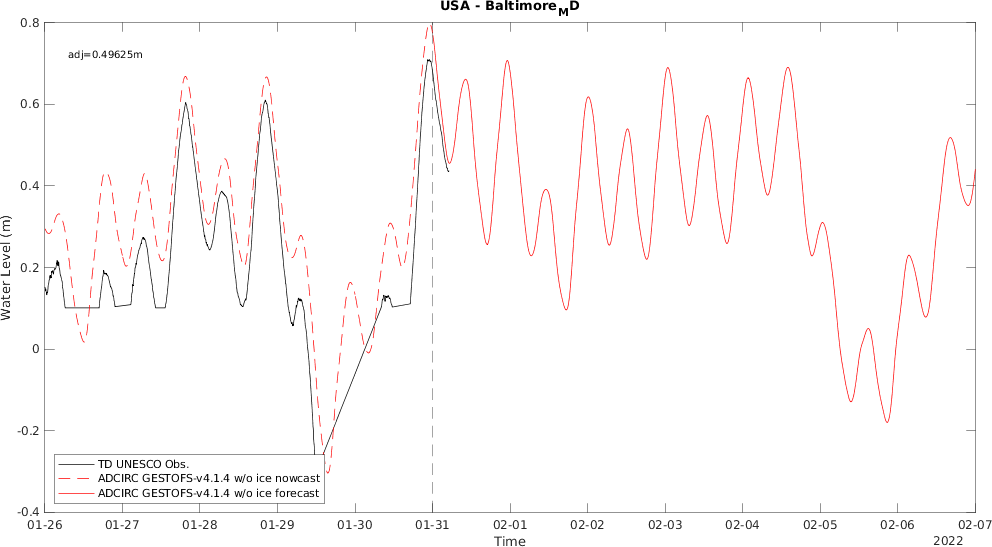 USA - Baltimore_MD
0.8
adj=0.49625m
0.6
0.4
0.2
0
-0.2
-0.4
Water Level (m)
TD UNESCO Obs.
ADCIRC GESTOFS-v4.1.4 w/o ice nowcast
ADCIRC GESTOFS-v4.1.4 w/o ice forecast
01-26 01-27 01-28 01-29 01-30 01-31 02-01 02-02 02-03 02-04 02-05 02-06 02-07
Time
2022